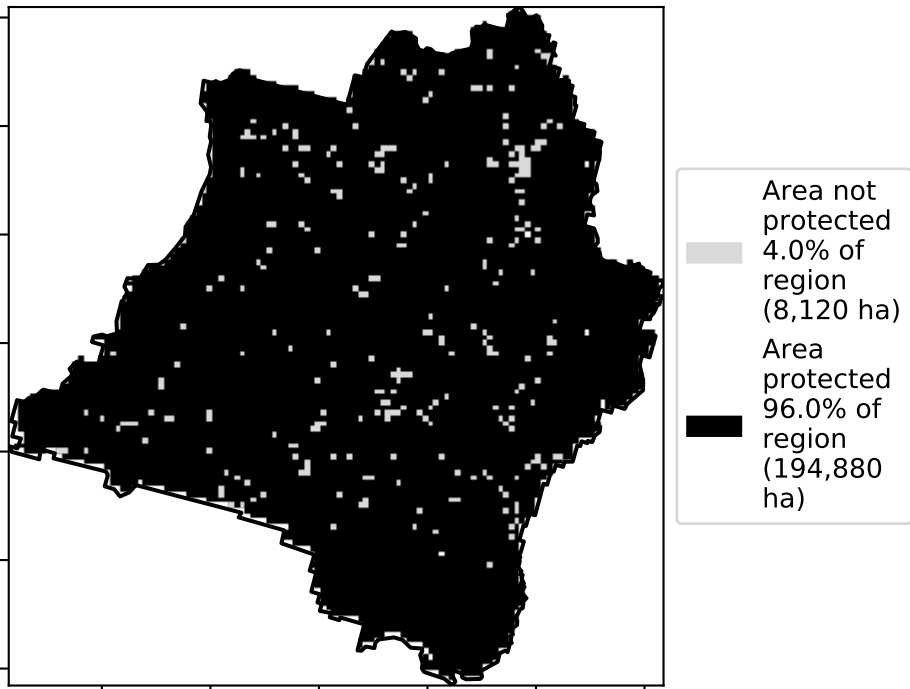 Area not
protected
4.0% of
region
(8,120 ha)
Area
protected
96.0% of
region
(194,880
ha)